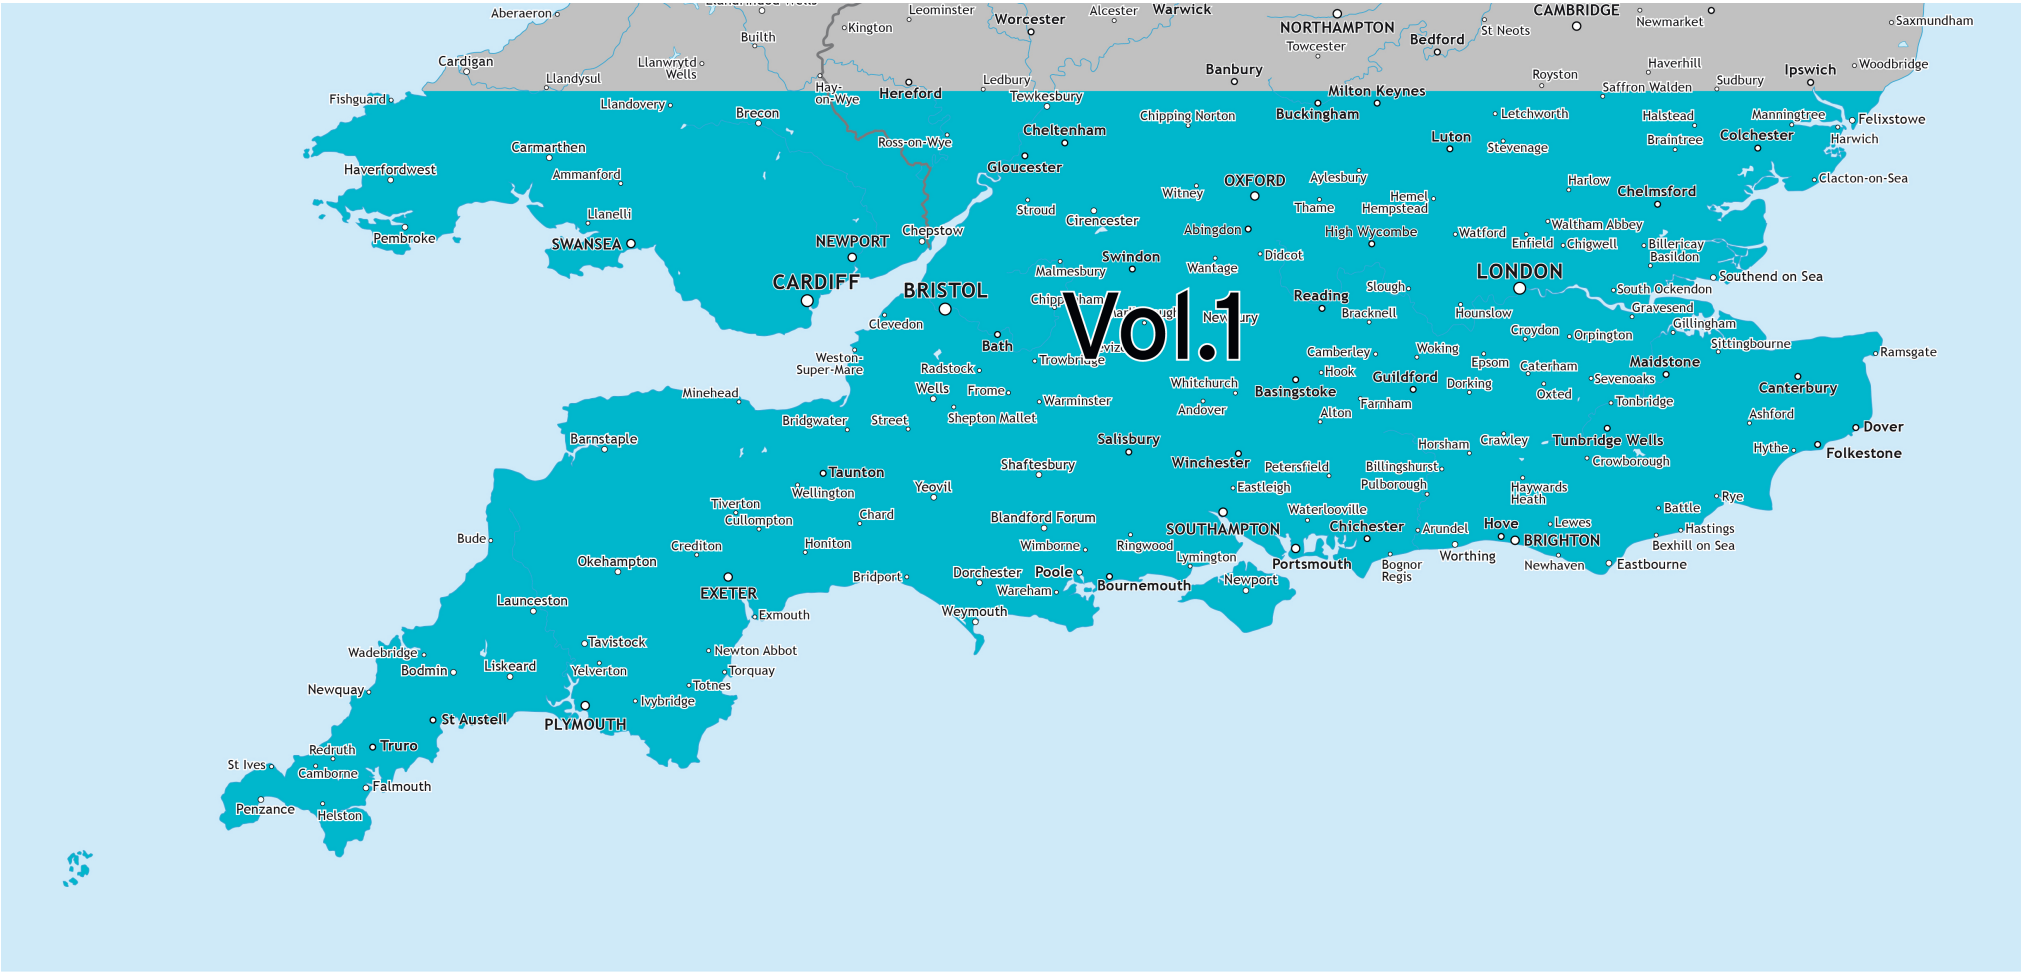 Aberaeron
Llandrindod Wells
Leominster
Kington
Builth
Worcester
Alcester
Warwick
NORTHAMPTON
Towcester
Bedford
St Neots
CAMBRIDGE
Newmarket
Saxmundham
Cardigan
Llandysul
Llanwrytd
Wells
Hay-
on-Wye
Hereford
Ledbury
Tewkesbury
Banbury
Milton Keynes
Buckingham
Royston
Haverhill
Saffron Walden
Sudbury
Ipswich
Woodbridge
Fishguard
Llandovery
Brecon
Ross-on-Wye
Cheltenham
Gloucester
Chipping Norton
Letchworth
Luton
Stevenage
Halstead
Braintree
Manningtree
Colchester
Felixstowe
Harwich
Carmarthen
Haverfordwest
Ammanford
Llanelli
Pembroke
SWANSEA
NEWPORT
CARDIFF
Chepstow
Stroud
Cirencester
Witney
OXFORD
Aylesbury
Thame
Hemel
Hempstead
Harlow
Chelmsford
Clacton-on-Sea
Abingdon
High Wycombe
Watford
Waltham Abbey
Enfield
Chigwell
Billericay
Basildon
BRISTOL
Clevedon
Malmesbury
Swindon
Wantage
Didcot
Slough
LONDON
South Ockendon
Southend on Sea
Vol.1
Reading
Bracknell
Hounslow
Croydon
Orpington
Gravesend
Gillingham
Sittingbourne
Ramsgate
Weston-
Super-Mare
Bath
Trowbridge
Radstock
Wells
Frome
Shepton Mallet
Warminster
Whitchurch
Andover
Basingstoke
Camberley
Hook
Woking
Guildford
Farnham
Alton
Epsom
Dorking
Caterham
Oxted
Sevenoaks
Maidstone
Tonbridge
Canterbury
Ashford
Dover
Hythe
Folkestone
Minehead
Bridgwater
Street
Barnstaple
Taunton
Wellington
Tiverton
Cullompton
Chard
Yeovil
Shaftesbury
Salisbury
Winchester
Eastleigh
Petersfield
Horsham
Billingshurst
Pulborough
Crawley
Tunbridge Wells
Crowborough
Haywards
Heath
Rye
Battle
Hastings
Bexhill on Sea
Bude
Okehampton
Crediton
Honiton
Bridport
Blandford Forum
Wimborne
Ringwood
SOUTHAMPTON
Lymington
Waterlooville
Chichester
Portsmouth
Arundel
Bognor
Regis
Worthing
Hove
BRIGHTON
Lewes
Newhaven
Eastbourne
Launceston
EXETER
Exmouth
Dorchester
Wareham
Weymouth
Poole
Bournemouth
Newport
Wadebridge
Bodmin
Liskeard
Tavistock
Yelverton
Newton Abbot
Torquay
Totnes
Ivybridge
PLYMOUTH
Newquay
St Austell
Truro
Redruth
St Ives
Camborne
Falmouth
Penzance
Helston